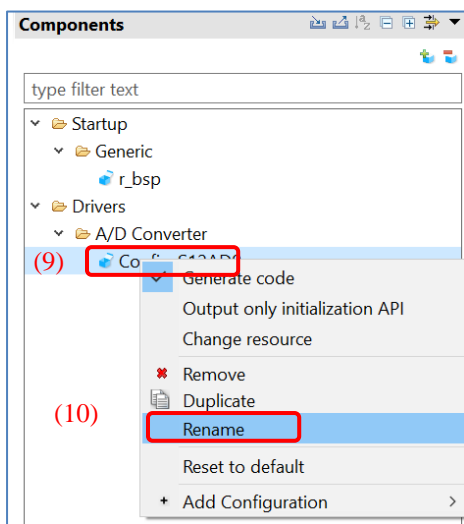 Components
type filter text
Startup
Generic
r_bsp
Drivers
A/D Converter
(9)
Generate code
Output only initialization API
Change resource
Remove
Duplicate
(10)
Rename
Reset to default
Add Configuration